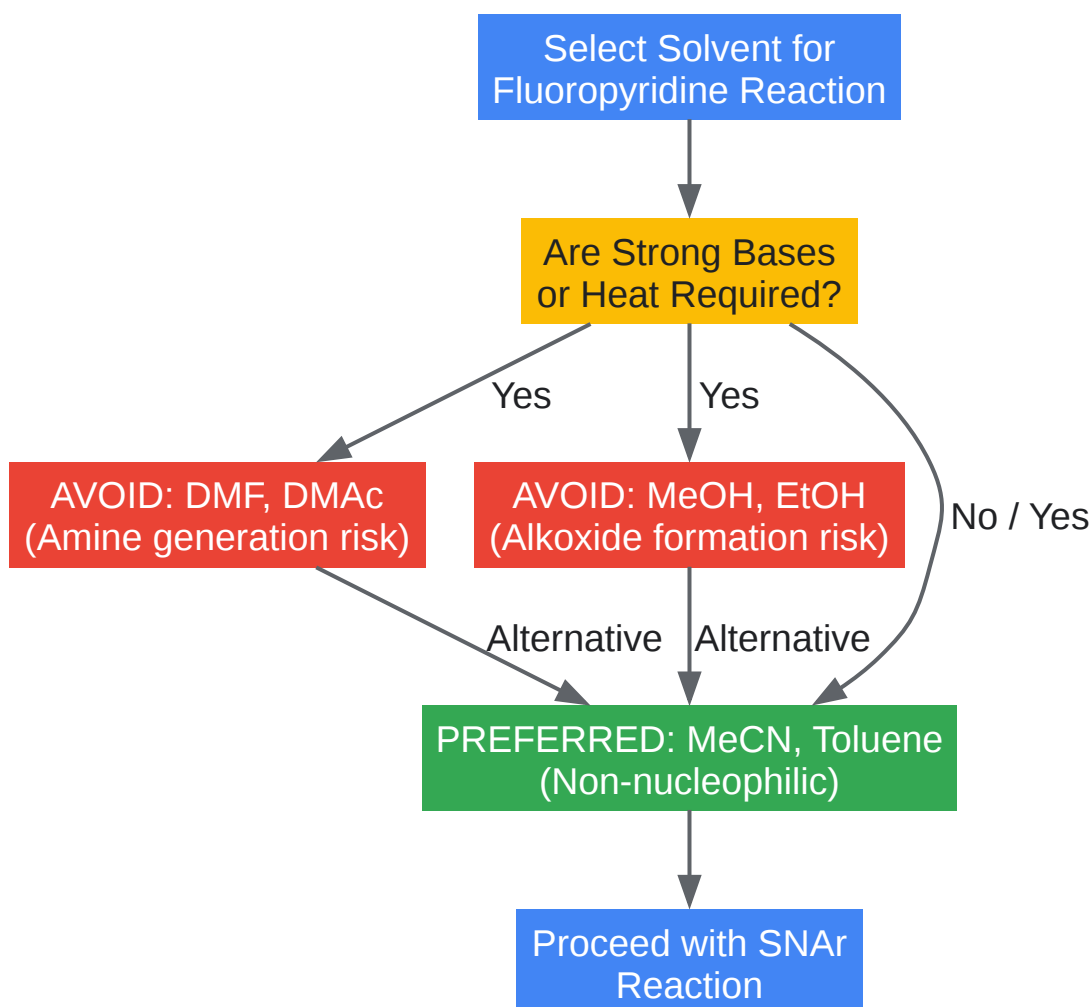 Select Solvent for
Fluoropyridine Reaction
Are Strong Bases
or Heat Required?
Yes
Yes
AVOID: DMF, DMAc
(Amine generation risk)
AVOID: MeOH, EtOH
(Alkoxide formation risk)
No / Yes
Alternative
Alternative
PREFERRED: MeCN, Toluene
(Non-nucleophilic)
Proceed with SNAr
Reaction